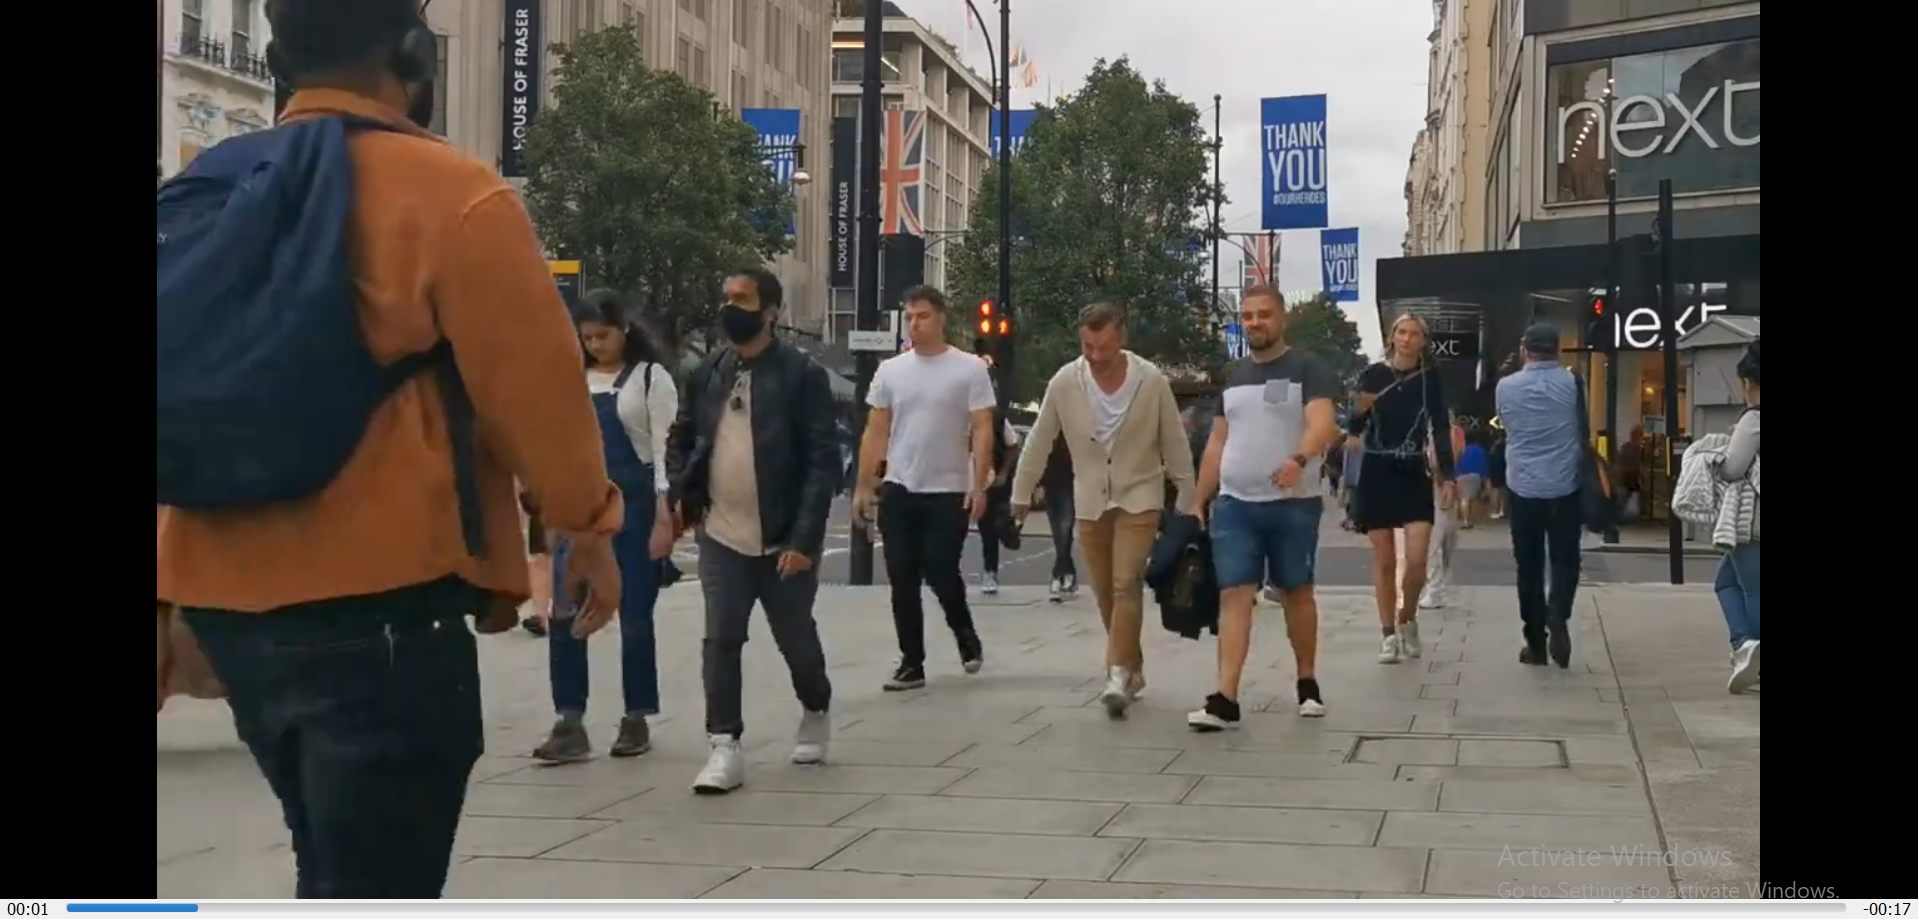 HOUSE OF FRASER
HOUSE OF FRASER
THANK
YOU
#OURHEROES
THANK
YOU
next
next
Activate Windows
Go to Settings to activate Windows.
00:01
-00:17